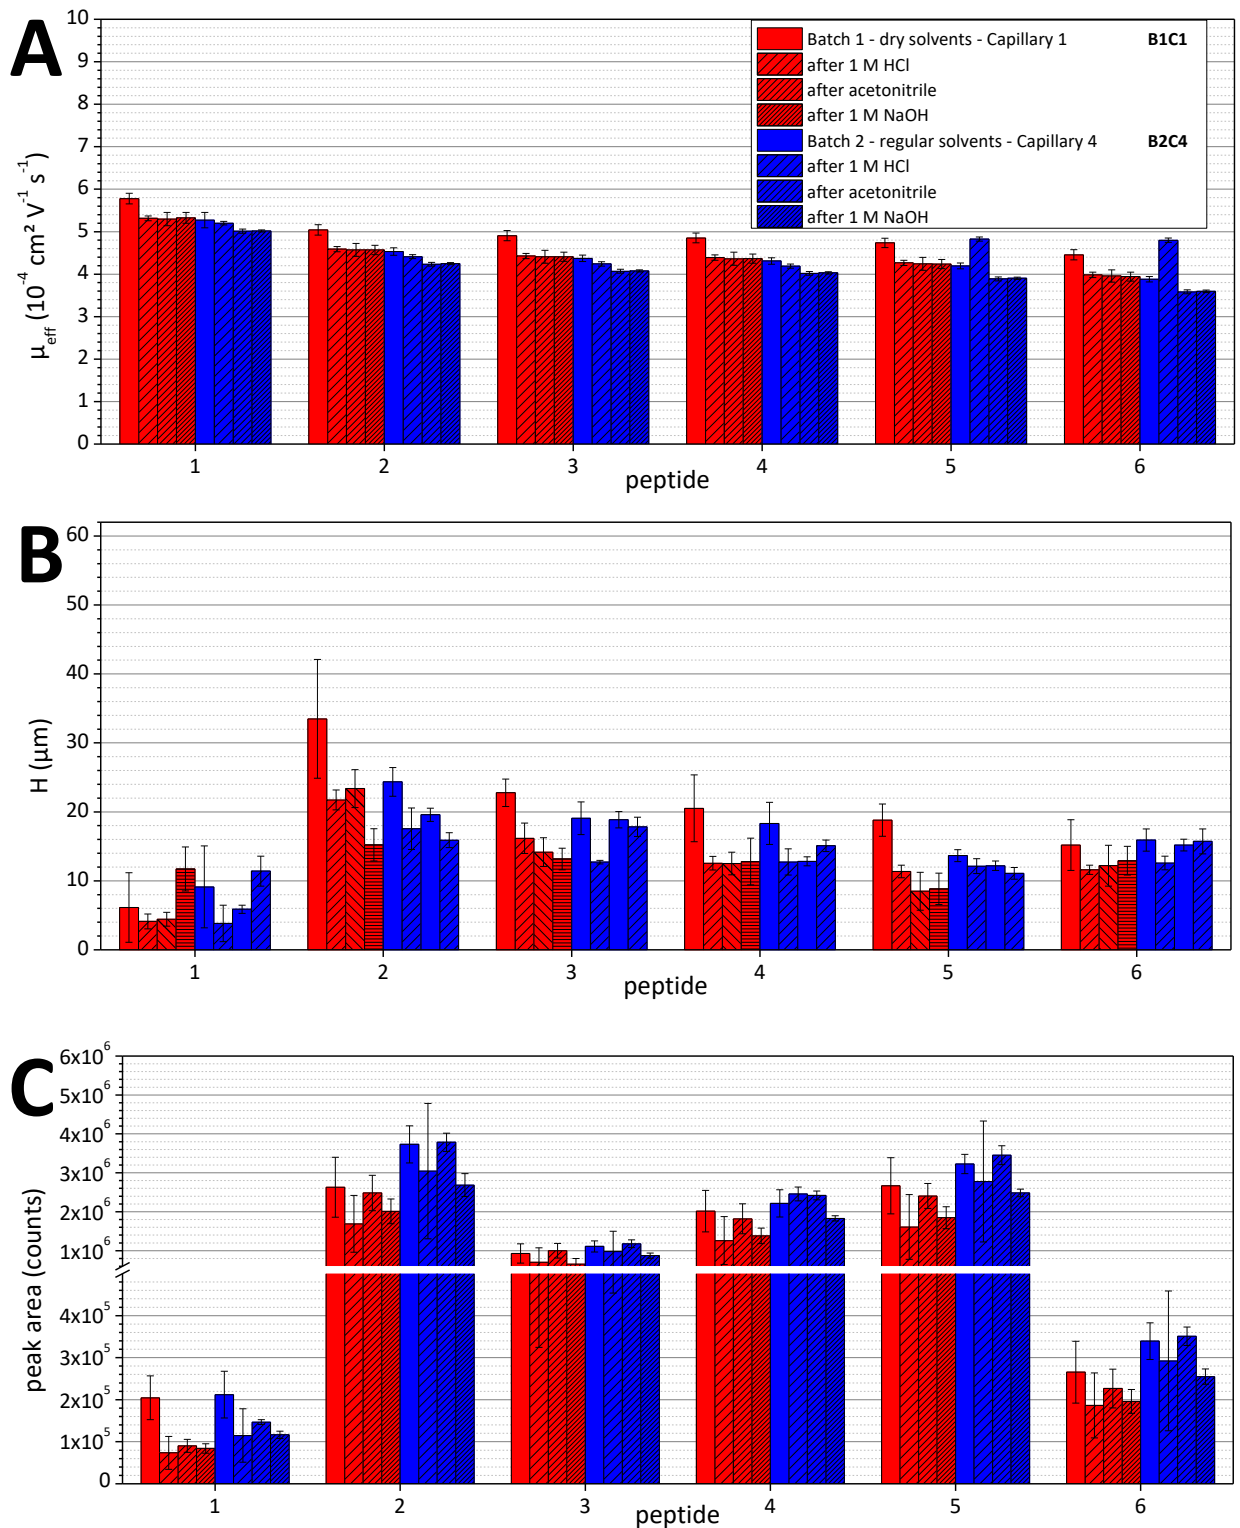 A
10
9
8
7
6
5
4
3
2
1
0
μeff (10⁻⁴ cm² V⁻¹ s⁻¹)
Batch 1 - dry solvents - Capillary 1 B1C1
after 1 M HCl
after acetonitrile
after 1 M NaOH
Batch 2 - regular solvents - Capillary 4 B2C4
after 1 M HCl
after acetonitrile
after 1 M NaOH
1 2 3 4 5 6
peptide
B
60
50
40
30
20
10
0
H (μm)
1 2 3 4 5 6
peptide
C
6x10⁶
5x10⁶
4x10⁶
3x10⁶
2x10⁶
1x10⁶
4x10⁵
3x10⁵
2x10⁵
1x10⁵
0
peak area (counts)
1 2 3 4 5 6
peptide